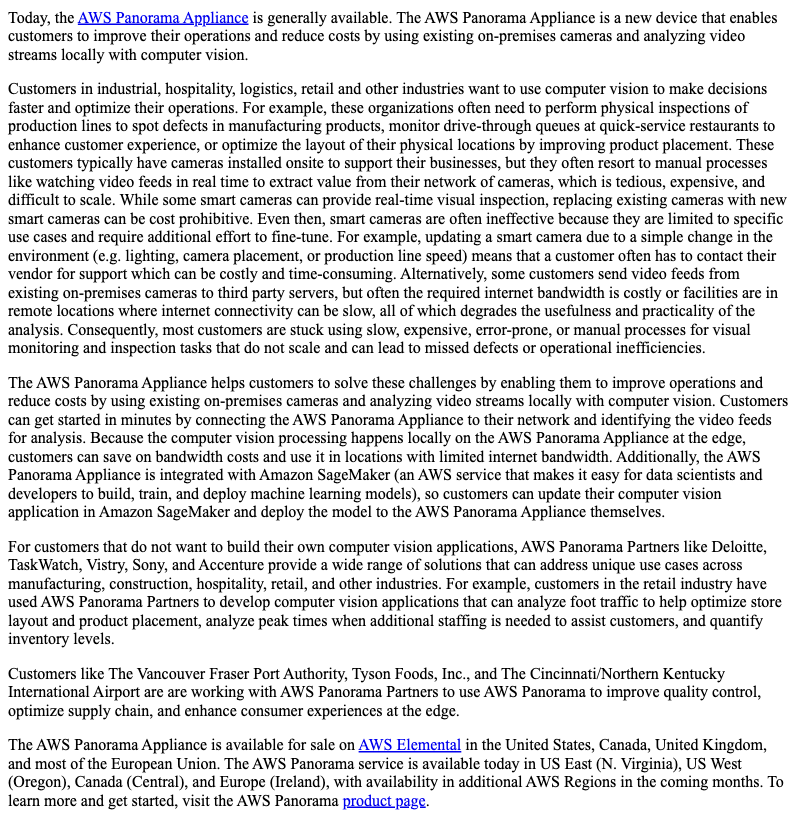 Today, the AWS Panorama Appliance is generally available. The AWS Panorama Appliance is a new device that enables
customers to improve their operations and reduce costs by using existing on-premises cameras and analyzing video
streams locally with computer vision.
Customers in industrial, hospitality, logistics, retail and other industries want to use computer vision to make decisions
faster and optimize their operations. For example, these organizations often need to perform physical inspections of
production lines to spot defects in manufacturing products, monitor drive-through queues at quick-service restaurants to
enhance customer experience, or optimize the layout of their physical locations by improving product placement. These
customers typically have cameras installed onsite to support their businesses, but they often resort to manual processes
like watching video feeds in real time to extract value from their network of cameras, which is tedious, expensive, and
difficult to scale. While some smart cameras can provide real-time visual inspection, replacing existing cameras with new
smart cameras can be cost prohibitive. Even then, smart cameras are often ineffective because they are limited to specific
use cases and require additional effort to fine-tune. For example, updating a smart camera due to a simple change in the
environment (e.g. lighting, camera placement, or production line speed) means that a customer often has to contact their
vendor for support which can be costly and time-consuming. Alternatively, some customers send video feeds from
existing on-premises cameras to third party servers, but often the required internet bandwidth is costly or facilities are in
remote locations where internet connectivity can be slow, all of which degrades the usefulness and practicality of the
analysis. Consequently, most customers are stuck using slow, expensive, error-prone, or manual processes for visual
monitoring and inspection tasks that do not scale and can lead to missed defects or operational inefficiencies.
The AWS Panorama Appliance helps customers to solve these challenges by enabling them to improve operations and
reduce costs by using existing on-premises cameras and analyzing video streams locally with computer vision. Customers
can get started in minutes by connecting the AWS Panorama Appliance to their network and identifying the video feeds
for analysis. Because the computer vision processing happens locally on the AWS Panorama Appliance at the edge,
customers can save on bandwidth costs and use it in locations with limited internet bandwidth. Additionally, the AWS
Panorama Appliance is integrated with Amazon SageMaker (an AWS service that makes it easy for data scientists and
developers to build, train, and deploy machine learning models), so customers can update their computer vision
application in Amazon SageMaker and deploy the model to the AWS Panorama Appliance themselves.
For customers that do not want to build their own computer vision applications, AWS Panorama Partners like Deloitte,
TaskWatch, Vistry, Sony, and Accenture provide a wide range of solutions that can address unique use cases across
manufacturing, construction, hospitality, retail, and other industries. For example, customers in the retail industry have
used AWS Panorama Partners to develop computer vision applications that can analyze foot traffic to help optimize store
layout and product placement, analyze peak times when additional staffing is needed to assist customers, and quantify
inventory levels.
Customers like The Vancouver Fraser Port Authority, Tyson Foods, Inc., and The Cincinnati/Northern Kentucky
International Airport are are working with AWS Panorama Partners to use AWS Panorama to improve quality control,
optimize supply chain, and enhance consumer experiences at the edge.
The AWS Panorama Appliance is available for sale on AWS Elemental in the United States, Canada, United Kingdom,
and most of the European Union. The AWS Panorama service is available today in US East (N. Virginia), US West
(Oregon), Canada (Central), and Europe (Ireland), with availability in additional AWS Regions in the coming months. To
learn more and get started, visit the AWS Panorama product page.